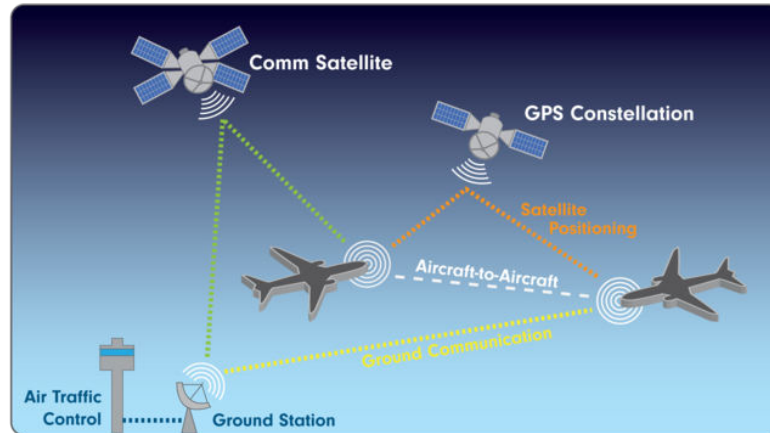 Comm Satellite
GPS Constellation
Satellite
Positioning
Aircraft-to-Aircraft
Ground Communication
Air Traffic
Control
Ground Station